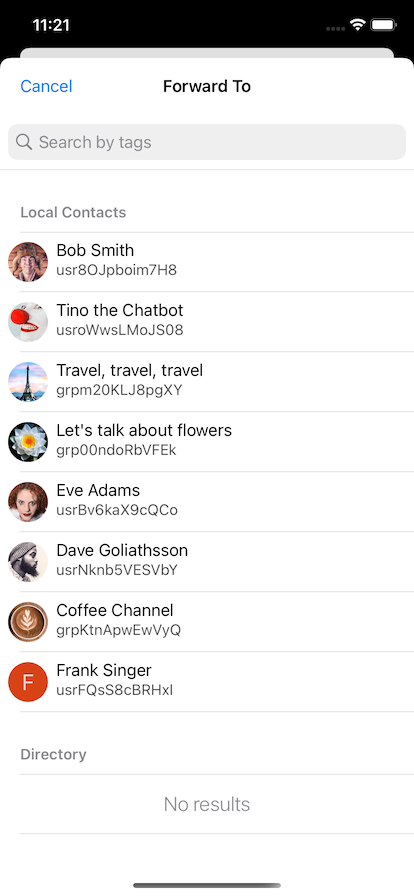 11:21
Cancel
Forward To
Search by tags
Local Contacts
Bob Smith
usr8OJpboim7H8
Tino the Chatbot
usroWwsLMoJS08
Travel, travel, travel
grpm20KLJ8pgXY
Let's talk about flowers
grp00ndoRbVFEk
Eve Adams
usrBv6kaX9cQCo
Dave Goliathsson
usrNknb5VESVbY
Coffee Channel
grpKtnApwEwVyQ
F
Frank Singer
usrFQsS8cBRHxI
Directory
No results